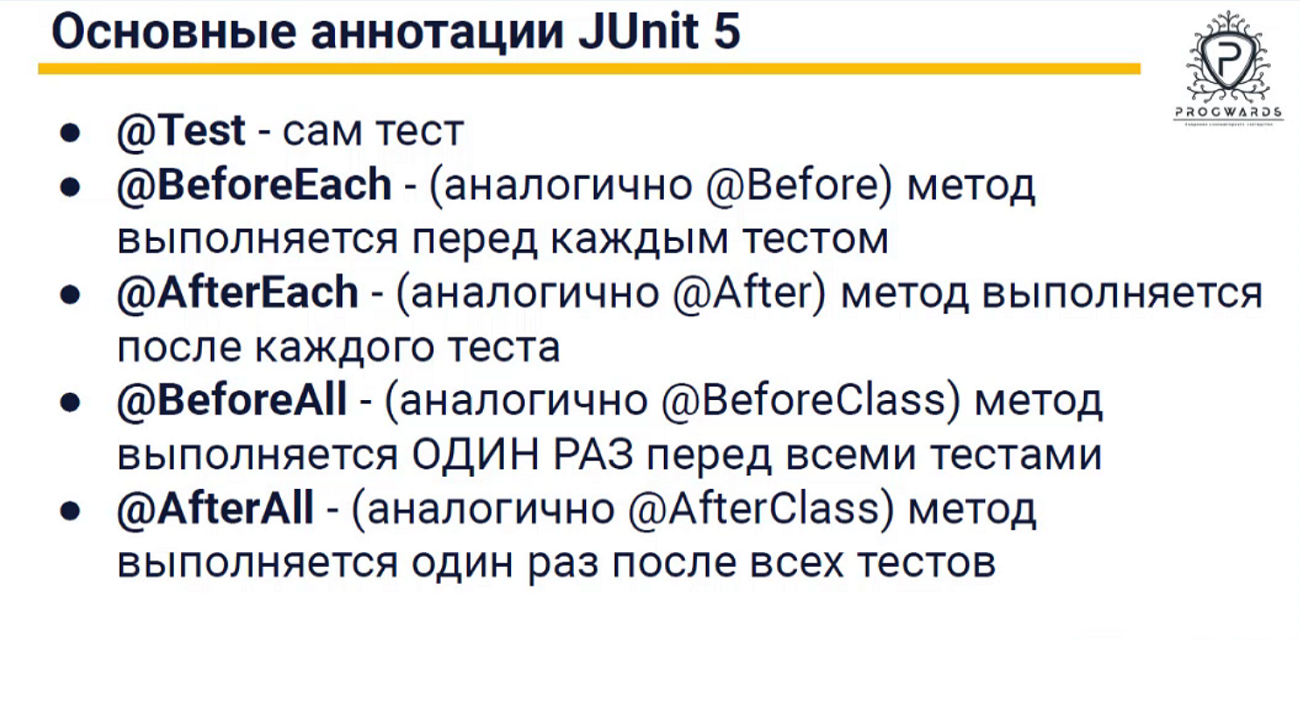 Основные аннотации JUnit 5
PROGWARDS
● @Test - сам тест
● @BeforeEach - (аналогично @Before) метод
выполняется перед каждым тестом
● @AfterEach - (аналогично @After) метод выполняется
после каждого теста
● @BeforeAll - (аналогично @BeforeClass) метод
выполняется ОДИН РАЗ перед всеми тестами
● @AfterAll - (аналогично @AfterClass) метод
выполняется один раз после всех тестов